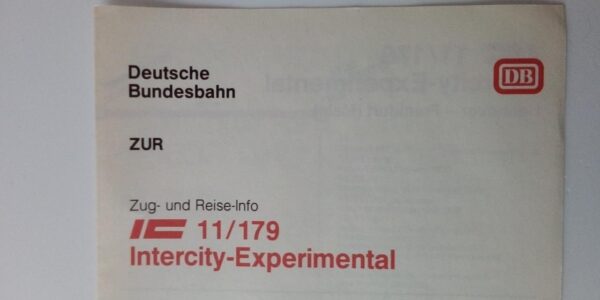 Deutsche
Bundesbahn
DB
ZUR
Zug- und Reise-Info
IC 11/179
Intercity-Experimental